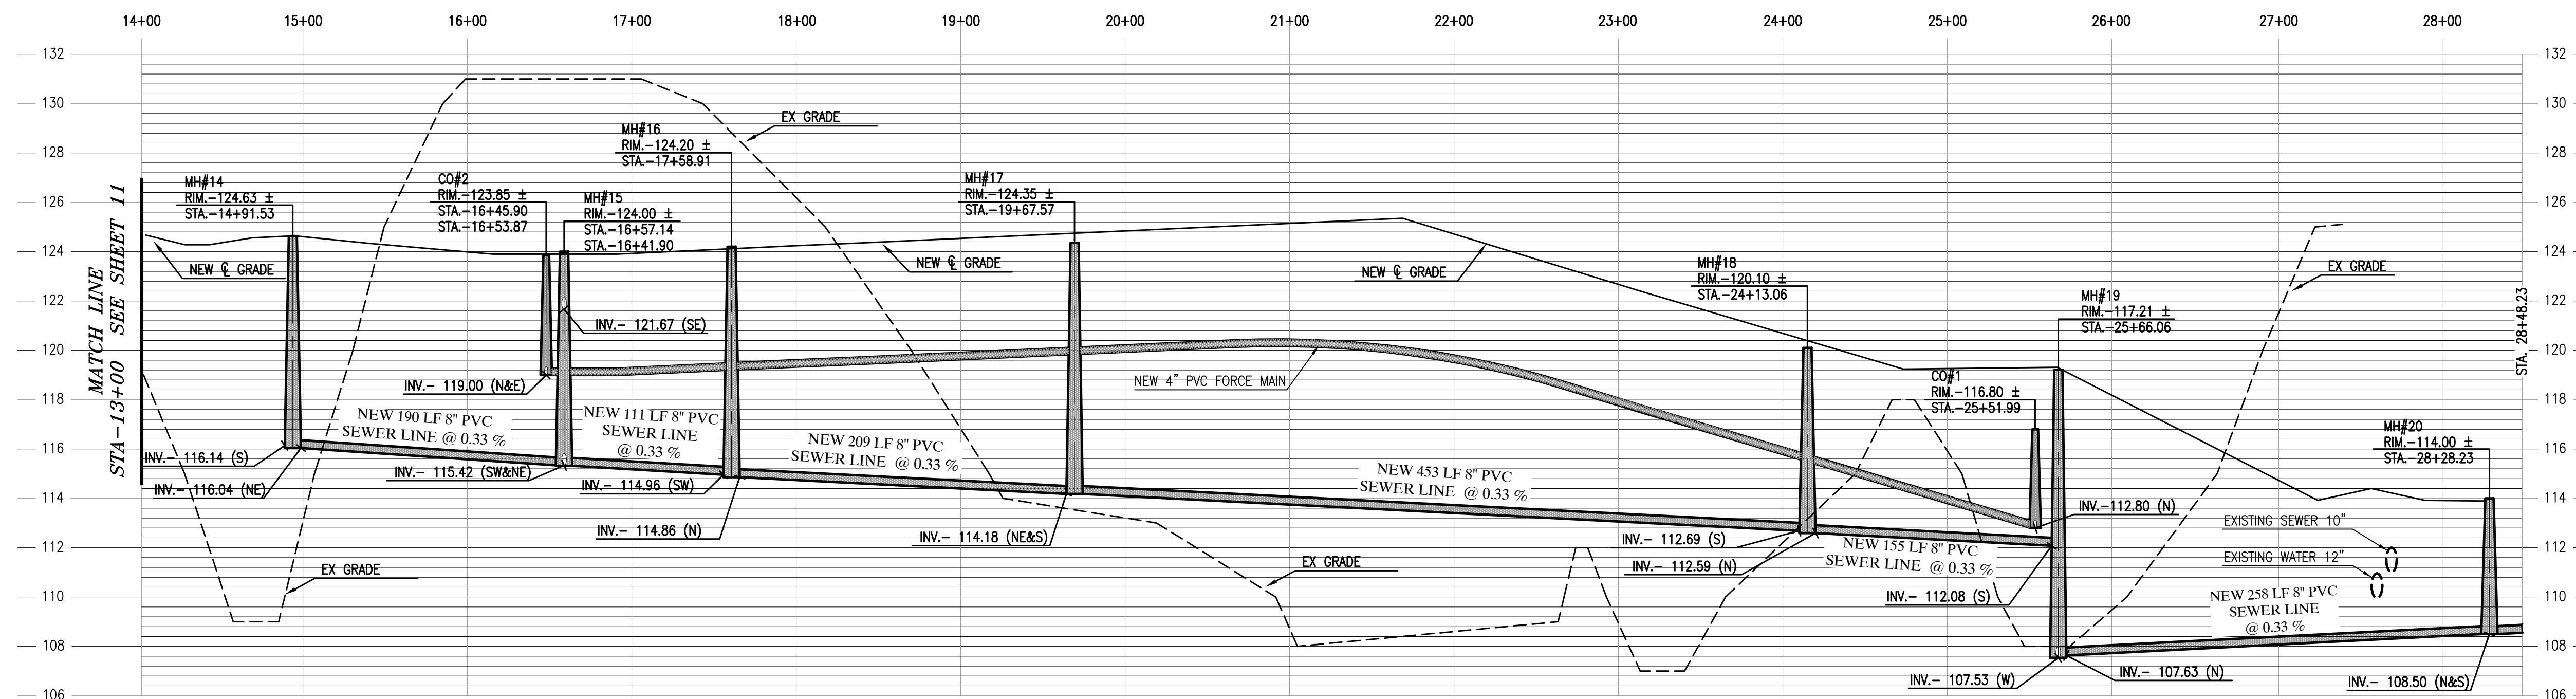 14+00 15+00 16+00 17+00 18+00 19+00 20+00 21+00 22+00 23+00 24+00 25+00 26+00 27+00 28+00
132 132
130 130
128 128
126 126
124 124
122 122
120 120
118 118
116 116
114 114
112 112
110 110
108 108
106 106
MATCH LINE
STA-13+00 SEE SHEET 11
MH#14
RIM.-124.63 ±
STA.-14+91.53
NEW ℄ GRADE
INV.- 116.14 (S)
INV.- 116.04 (NE)
EX GRADE
NEW 190 LF 8" PVC
SEWER LINE @ 0.33 %
CO#2
RIM.-123.85 ±
STA.-16+45.90
STA.-16+53.87
INV.- 119.00 (N&E)
MH#15
RIM.-124.00 ±
STA.-16+57.14
STA.-16+41.90
INV.- 121.67 (SE)
INV.- 115.42 (SW&NE)
NEW 111 LF 8" PVC
SEWER LINE
@ 0.33 %
MH#16
RIM.-124.20 ±
STA.-17+58.91
EX GRADE
INV.- 114.96 (SW)
INV.- 114.86 (N)
NEW 209 LF 8" PVC
SEWER LINE @ 0.33 %
NEW ℄ GRADE
MH#17
RIM.-124.35 ±
STA.-19+67.57
INV.- 114.18 (NE&S)
NEW 4" PVC FORCE MAIN
EX GRADE
NEW 453 LF 8" PVC
SEWER LINE @ 0.33 %
NEW ℄ GRADE
MH#18
RIM.-120.10 ±
STA.-24+13.06
INV.- 112.69 (S)
INV.- 112.59 (N)
NEW 155 LF 8" PVC
SEWER LINE @ 0.33 %
CO#1
RIM.-116.80 ±
STA.-25+51.99
INV.-112.80 (N)
MH#19
RIM.-117.21 ±
STA.-25+66.06
INV.- 112.08 (S)
INV.- 107.53 (W)
INV.- 107.63 (N)
EX GRADE
EXISTING SEWER 10"
EXISTING WATER 12"
NEW 258 LF 8" PVC
SEWER LINE
@ 0.33 %
MH#20
RIM.-114.00 ±
STA.-28+28.23
INV.- 108.50 (N&S)
STA. 28+48.23